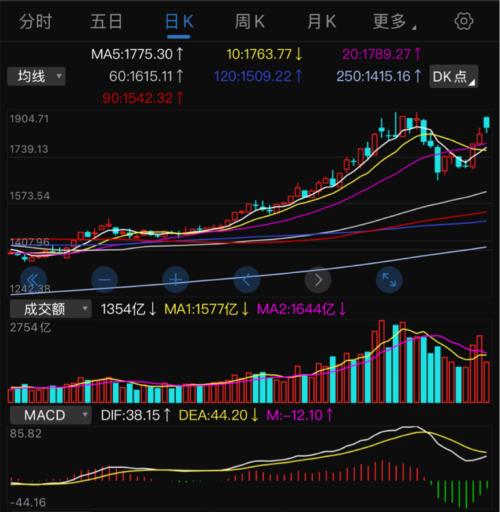 分时 五日 日K 周K 月K 更多
MA5:1775.30↑ 10:1763.77↓ 20:1789.27↑
均线 60:1615.11↑ 120:1509.22↑ 250:1415.16↑ DK点
90:1542.32↑
1904.71
1739.13
1573.54
1407.96
1242.38
成交额 1354亿↓ MA1:1577亿↓ MA2:1644亿↓
2754亿
MACD DIF:38.15↑ DEA:44.20↓ M:-12.10↑
85.82
-44.16